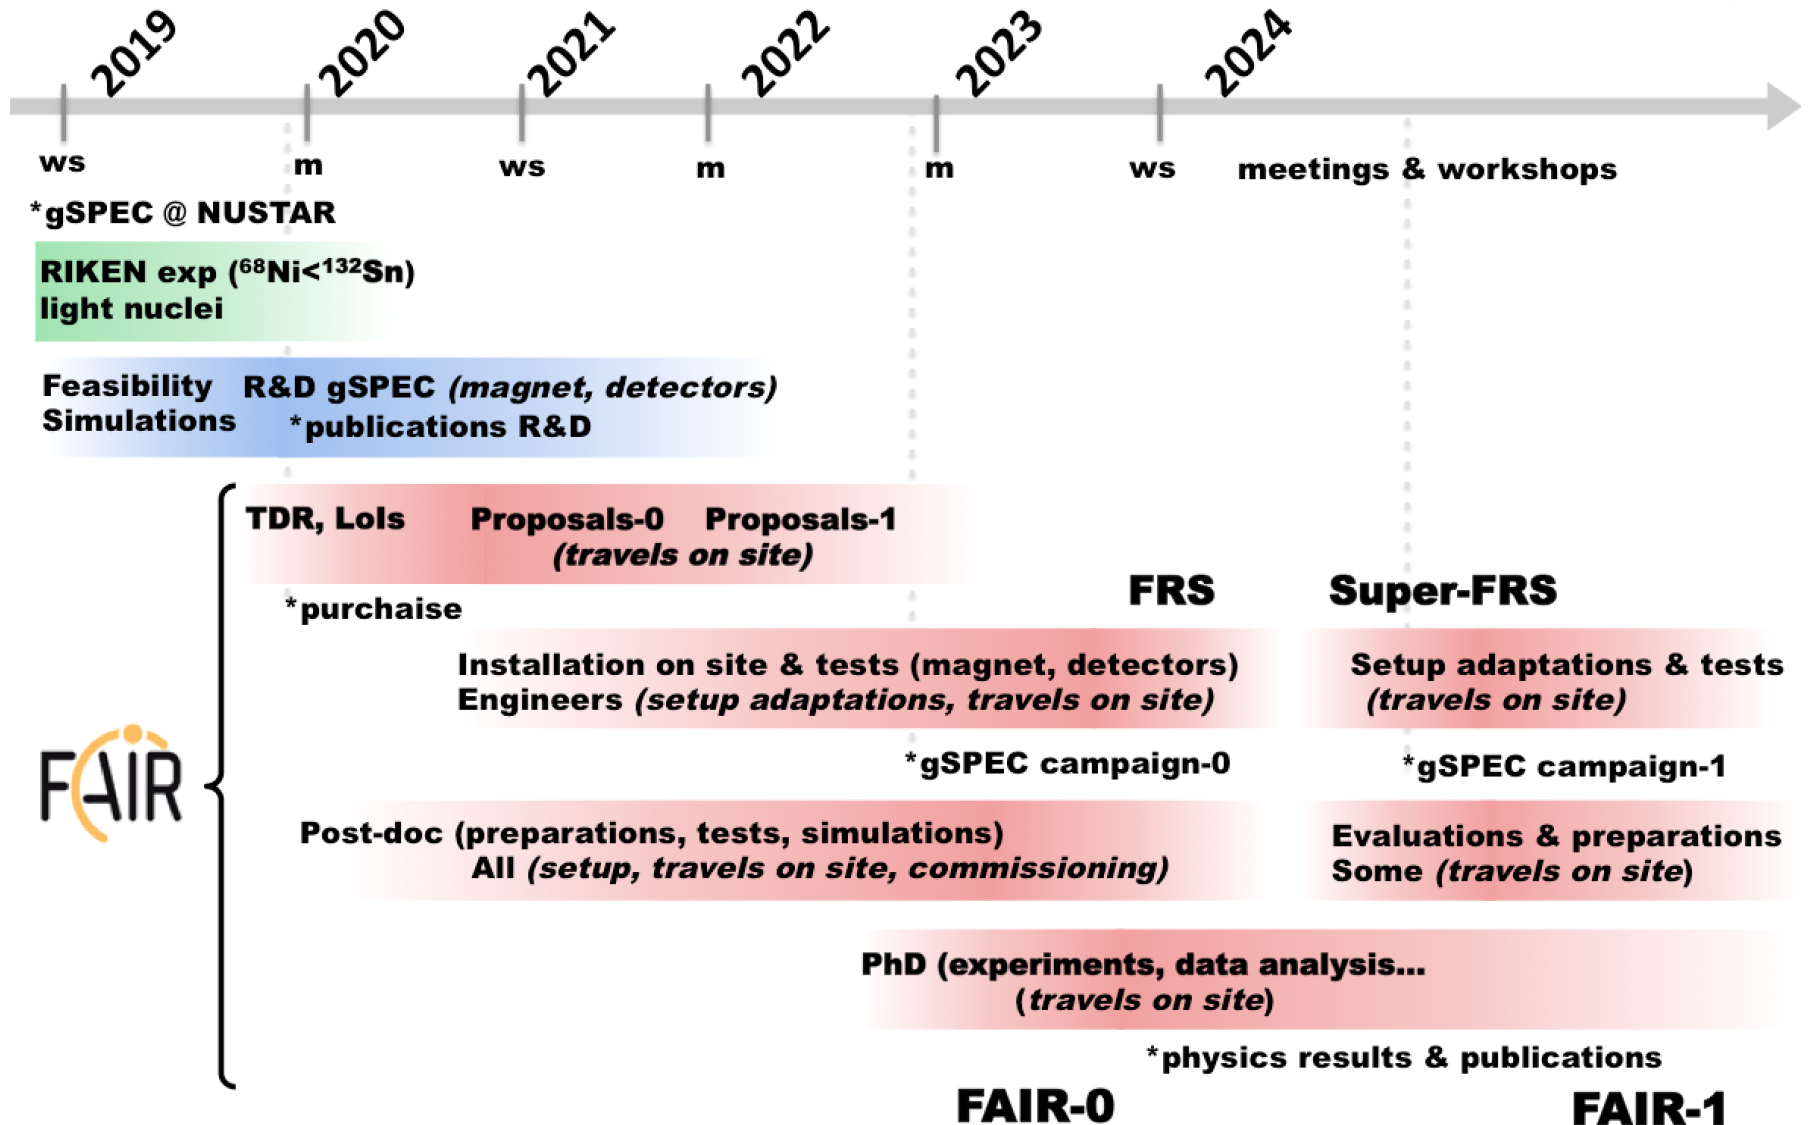 2019 2020 2021 2022 2023 2024
ws m ws m m ws meetings & workshops
*gSPEC @ NUSTAR
RIKEN exp (⁶⁸Ni<¹³²Sn)
light nuclei
Feasibility R&D gSPEC (magnet, detectors)
Simulations *publications R&D
TDR, LoIs Proposals-0 Proposals-1
(travels on site)
*purchaise
FRS Super-FRS
Installation on site & tests (magnet, detectors) Setup adaptations & tests
Engineers (setup adaptations, travels on site) (travels on site)
FAIR
*gSPEC campaign-0 *gSPEC campaign-1
Post-doc (preparations, tests, simulations) Evaluations & preparations
All (setup, travels on site, commissioning) Some (travels on site)
PhD (experiments, data analysis...
(travels on site)
*physics results & publications
FAIR-0 FAIR-1